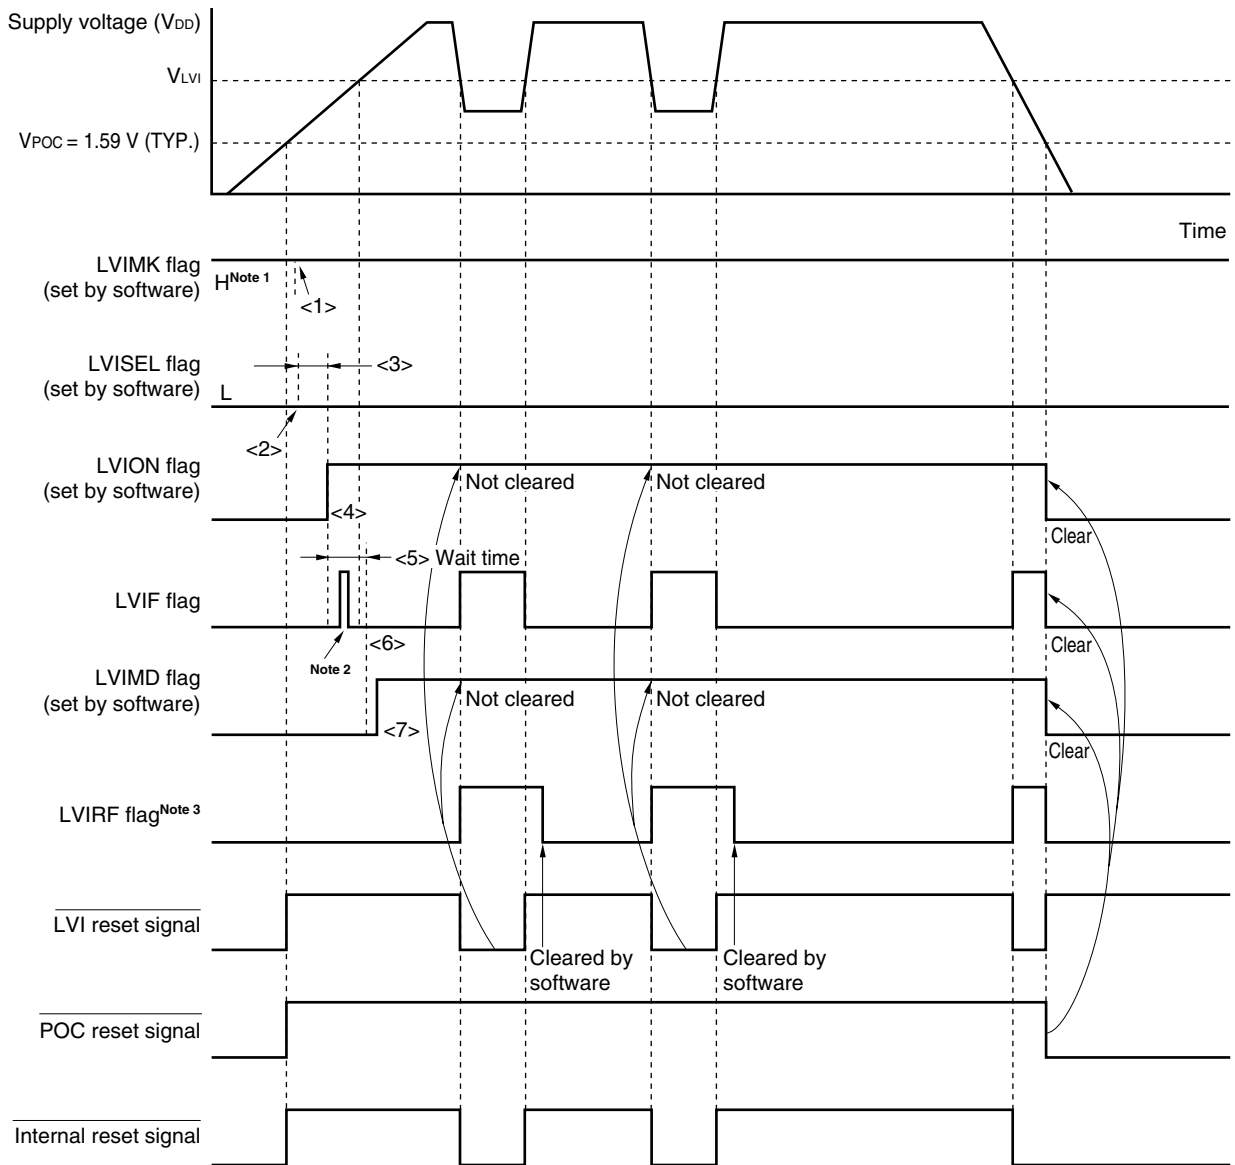 Supply voltage (VDD)
VLVI
VPOC = 1.59 V (TYP.)
Time
LVIMK flag
(set by software)
HNote 1
<1>
LVISEL flag
(set by software)
<3>
L
<2>
LVION flag
(set by software)
Not cleared
Not cleared
<4>
Clear
<5> Wait time
LVIF flag
<6>
Note 2
Clear
LVIMD flag
(set by software)
Not cleared
Not cleared
<7>
Clear
LVIRF flagNote 3
LVI reset signal
Cleared by
software
Cleared by
software
POC reset signal
Internal reset signal